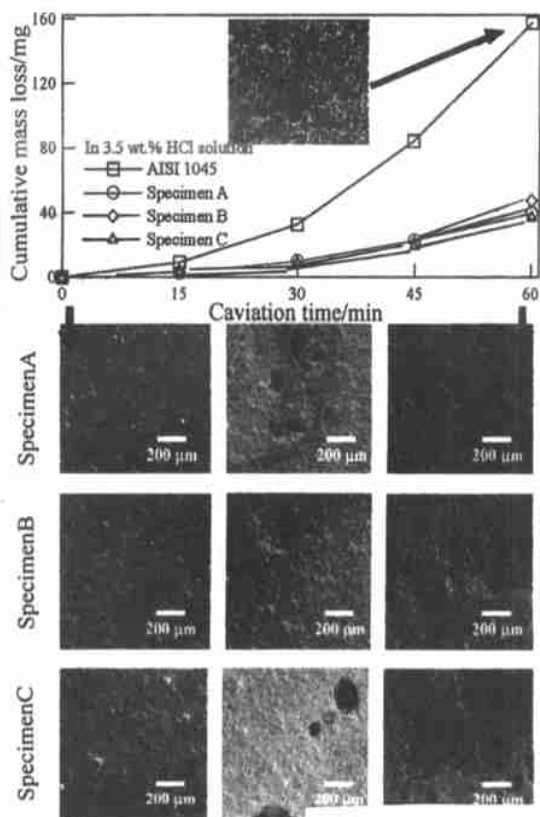 160
120
80
40
0
Cumulative mass loss/mg
In 3.5 wt.% HCl solution
AISI 1045
Specimen A
Specimen B
Specimen C
0 15 30 45 60
Caviation time/min
SpecimenA
200 μm 200 μm 200 μm
SpecimenB
200 μm 200 μm 200 μm
SpecimenC
200 μm 200 μm 200 μm